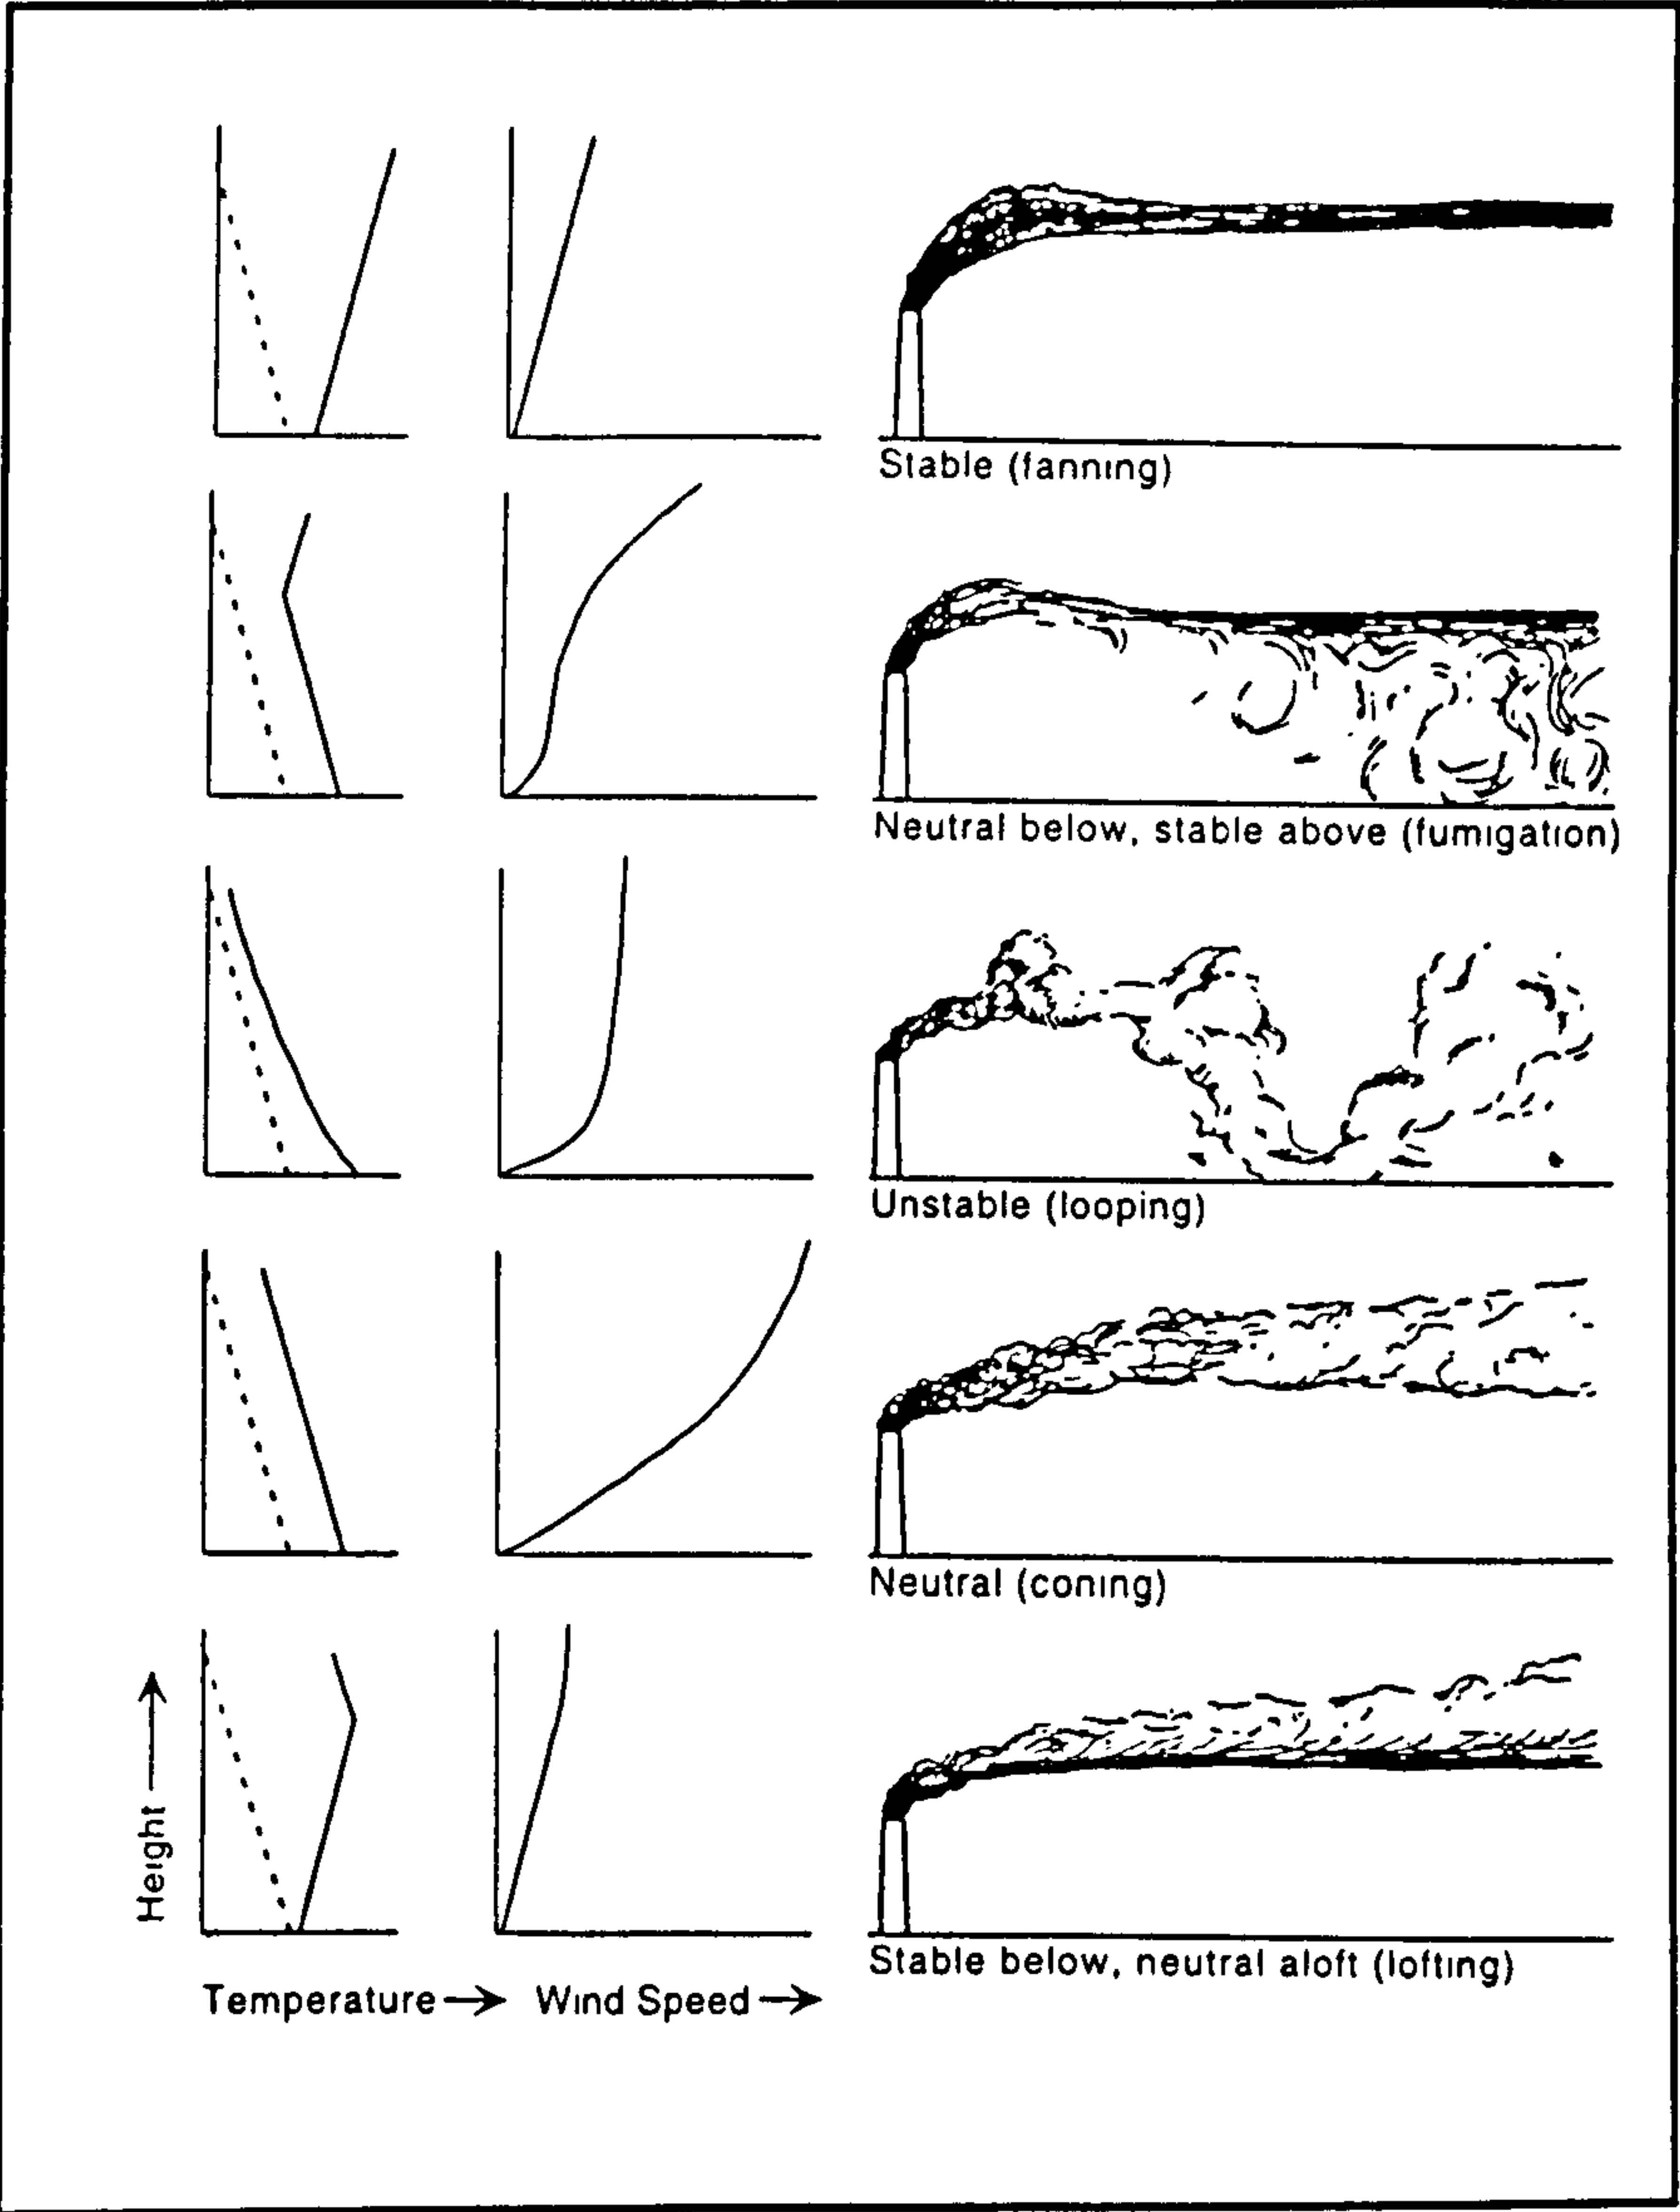 Stable (fanning)
Neutral below, stable above (fumigation)
Unstable (looping)
Neutral (coning)
Stable below, neutral aloft (lofting)
Height
Temperature → Wind Speed →